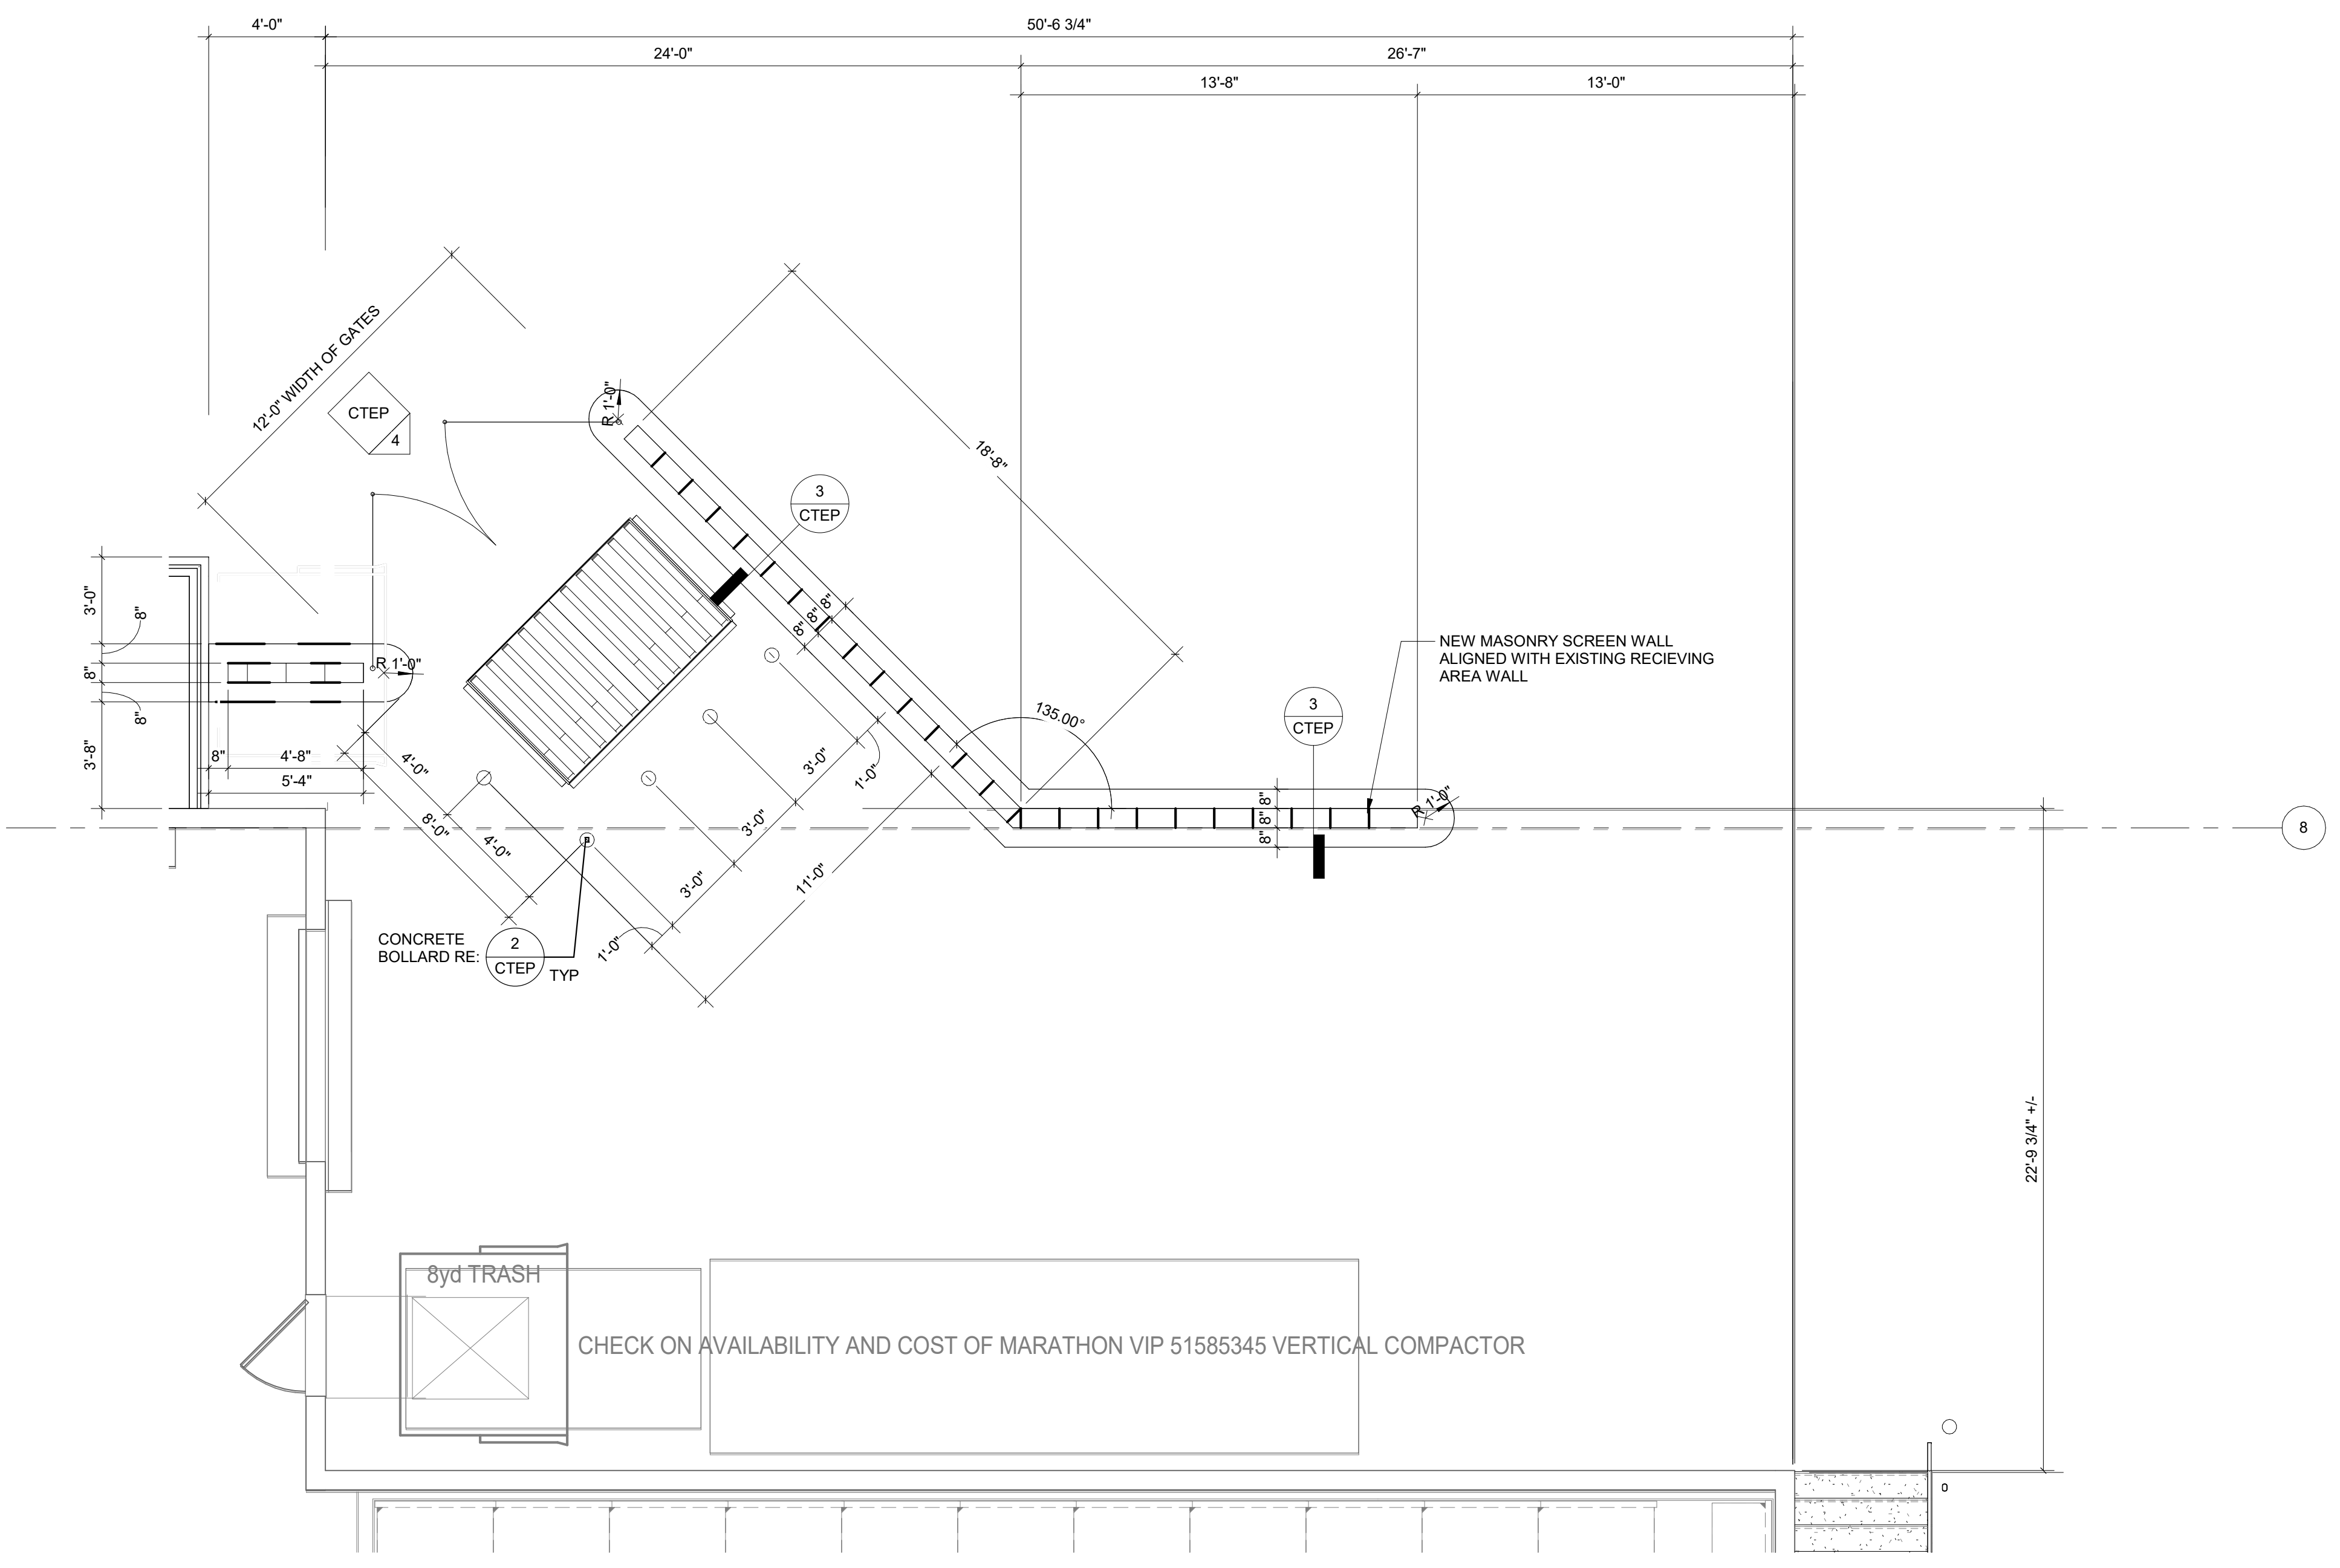 4'-0"
50'-6 3/4"
24'-0"
26'-7"
13'-8"
13'-0"
12'-0" WIDTH OF GATES
CTEP
4
R 1'-0"
18'-8"
3
CTEP
3'-0"
8"
8"
8"
3'-8"
R 1'-0"
8"
4'-8"
5'-4"
8"
8"
8"
NEW MASONRY SCREEN WALL
ALIGNED WITH EXISTING RECIEVING
AREA WALL
135.00°
3
CTEP
4'-0"
8'-0"
4'-0"
3'-0"
1'-0"
3'-0"
3'-0"
11'-0"
1'-0"
8"
8"
8"
R 1'-0"
8
CONCRETE
BOLLARD RE:
2
CTEP
TYP
22'-9 3/4" +/-
8yd TRASH
CHECK ON AVAILABILITY AND COST OF MARATHON VIP 51585345 VERTICAL COMPACTOR